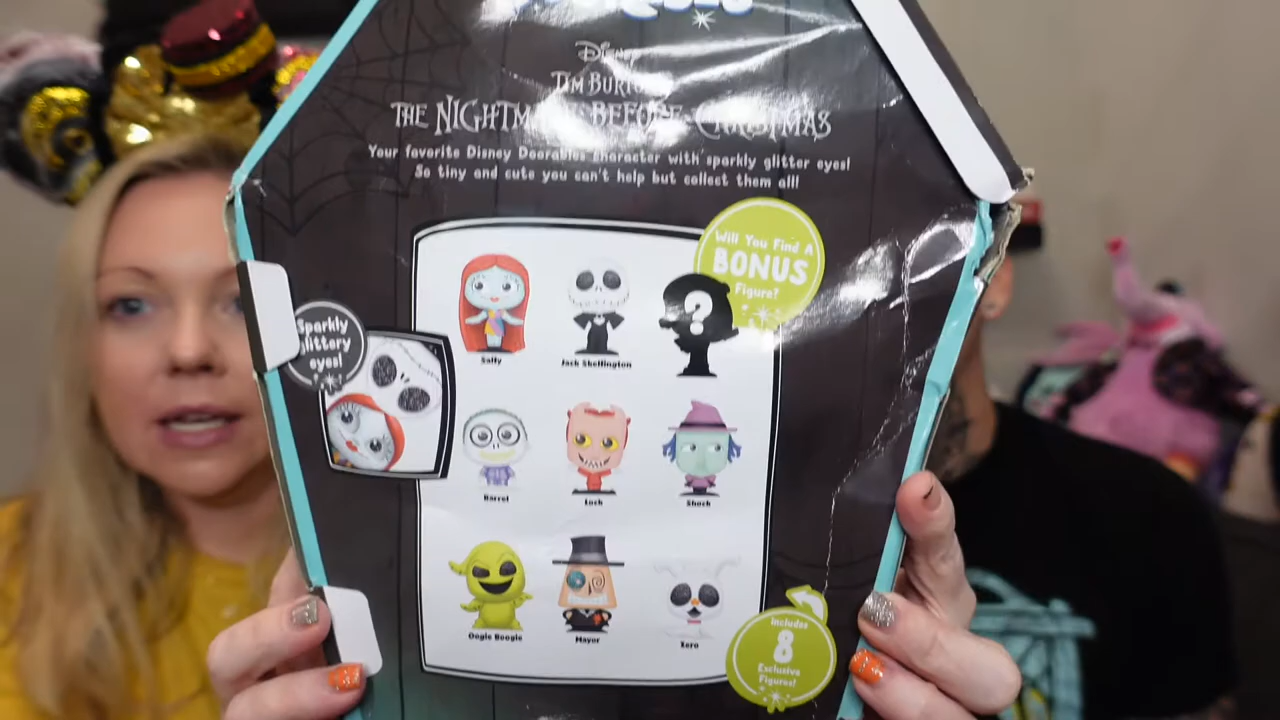 Disney
TIM BURTON
THE NIGHTMARE BEFORE CHRISTMAS
Your favorite Disney Doorables character with sparkly glitter eyes!
So tiny and cute you can't help but collect them all!
Will You Find A
BONUS
Figure?
?
Sally
Jack Skellington
Sparkly
glittery
eyes!
Barrel
Lock
Shock
Oogie Boogie
Mayor
Zero
Includes
8
Exclusive
Figures!